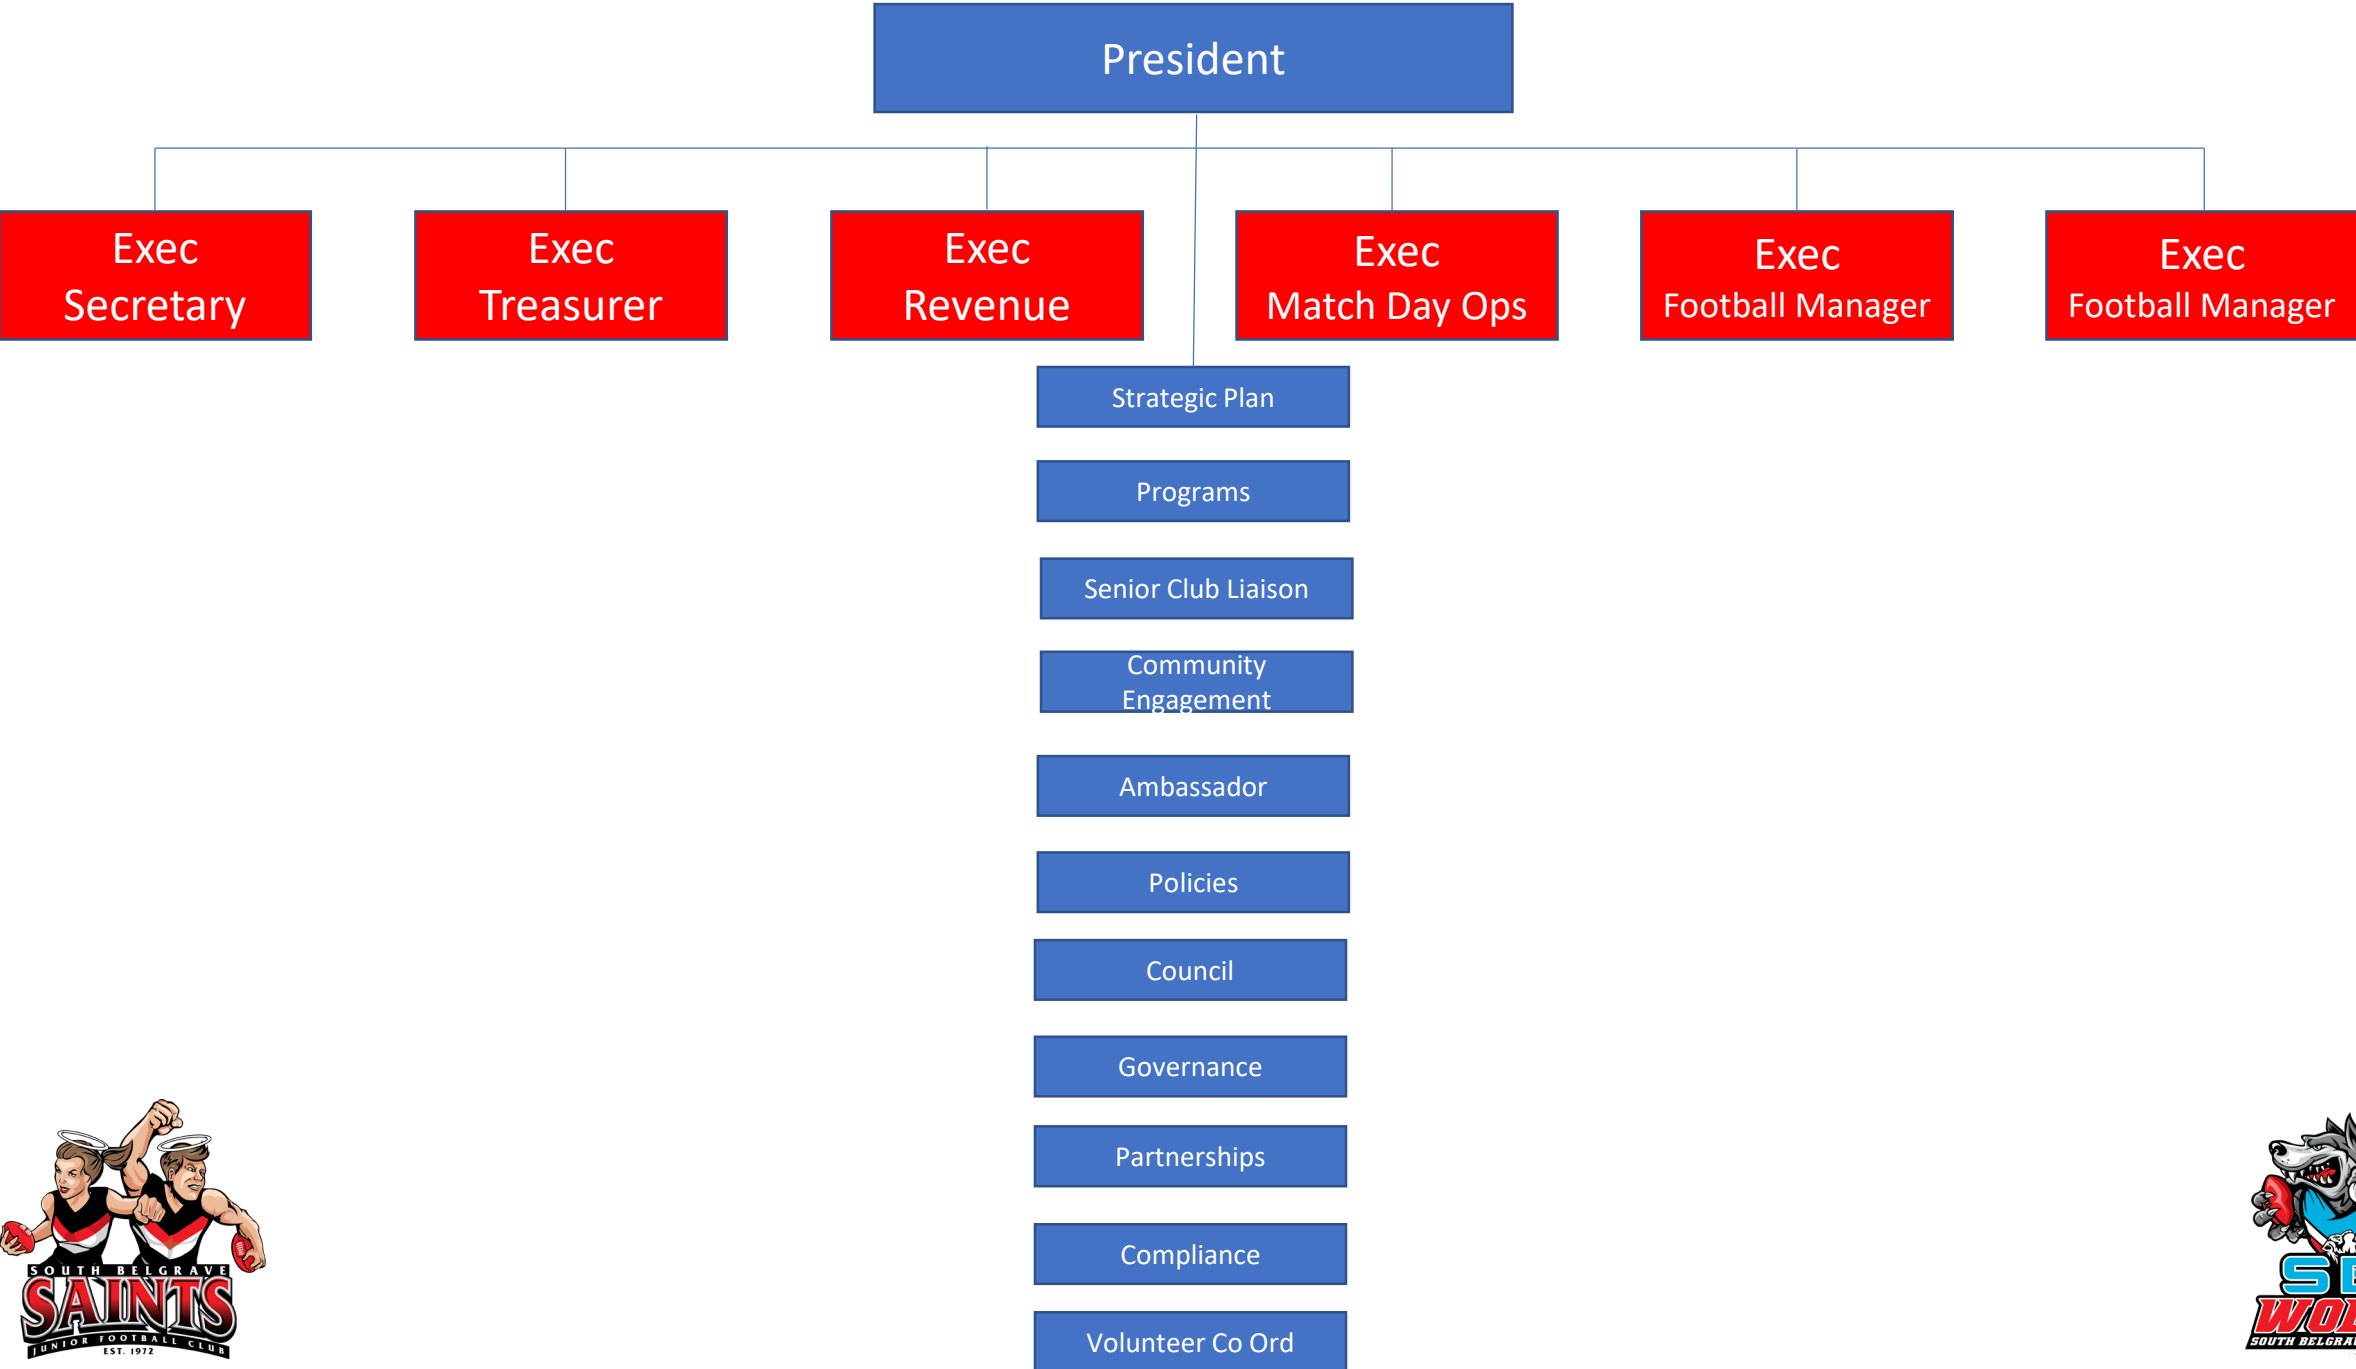 President
Exec
Secretary
Exec
Treasurer
Exec
Revenue
Exec
Match Day Ops
Exec
Football Manager
Exec
Football Manager
Strategic Plan
Programs
Senior Club Liaison
Community
Engagement
Ambassador
Policies
Council
Governance
Partnerships
Compliance
Volunteer Co Ord
SOUTH BELGRAVE
SAINTS
JUNIOR FOOTBALL CLUB
EST. 1972
SOUTH